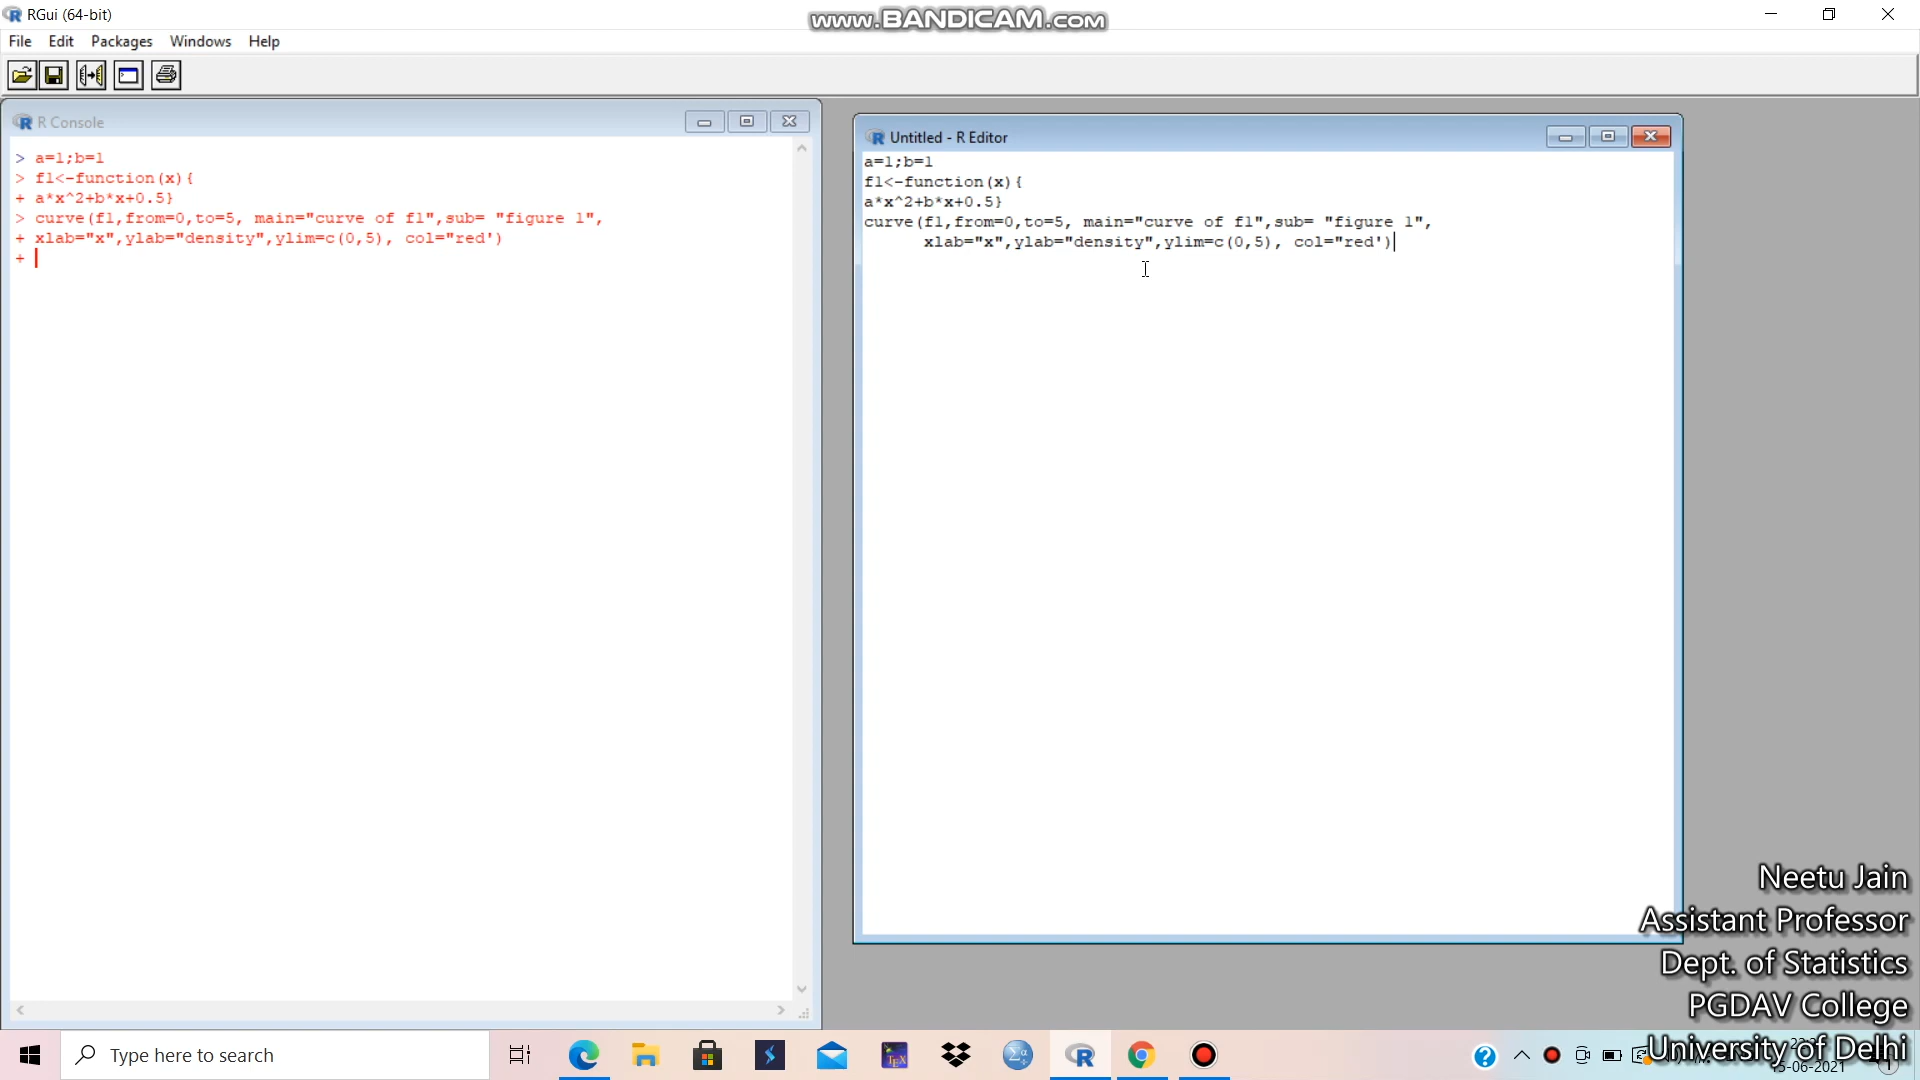 RGui (64-bit)
www.BANDICAM.com
File Edit Packages Windows Help
R Console
> a=1;b=1
> f1<-function(x){
+ a*x^2+b*x+0.5}
> curve(f1,from=0,to=5, main="curve of f1",sub= "figure 1",
+ xlab="x",ylab="density",ylim=c(0,5), col="red')
+
Untitled - R Editor
a=1;b=1
f1<-function(x){
a*x^2+b*x+0.5}
curve(f1,from=0,to=5, main="curve of f1",sub= "figure 1",
xlab="x",ylab="density",ylim=c(0,5), col="red')
Neetu Jain
Assistant Professor
Dept. of Statistics
PGDAV College
University of Delhi
Type here to search
15-06-2021